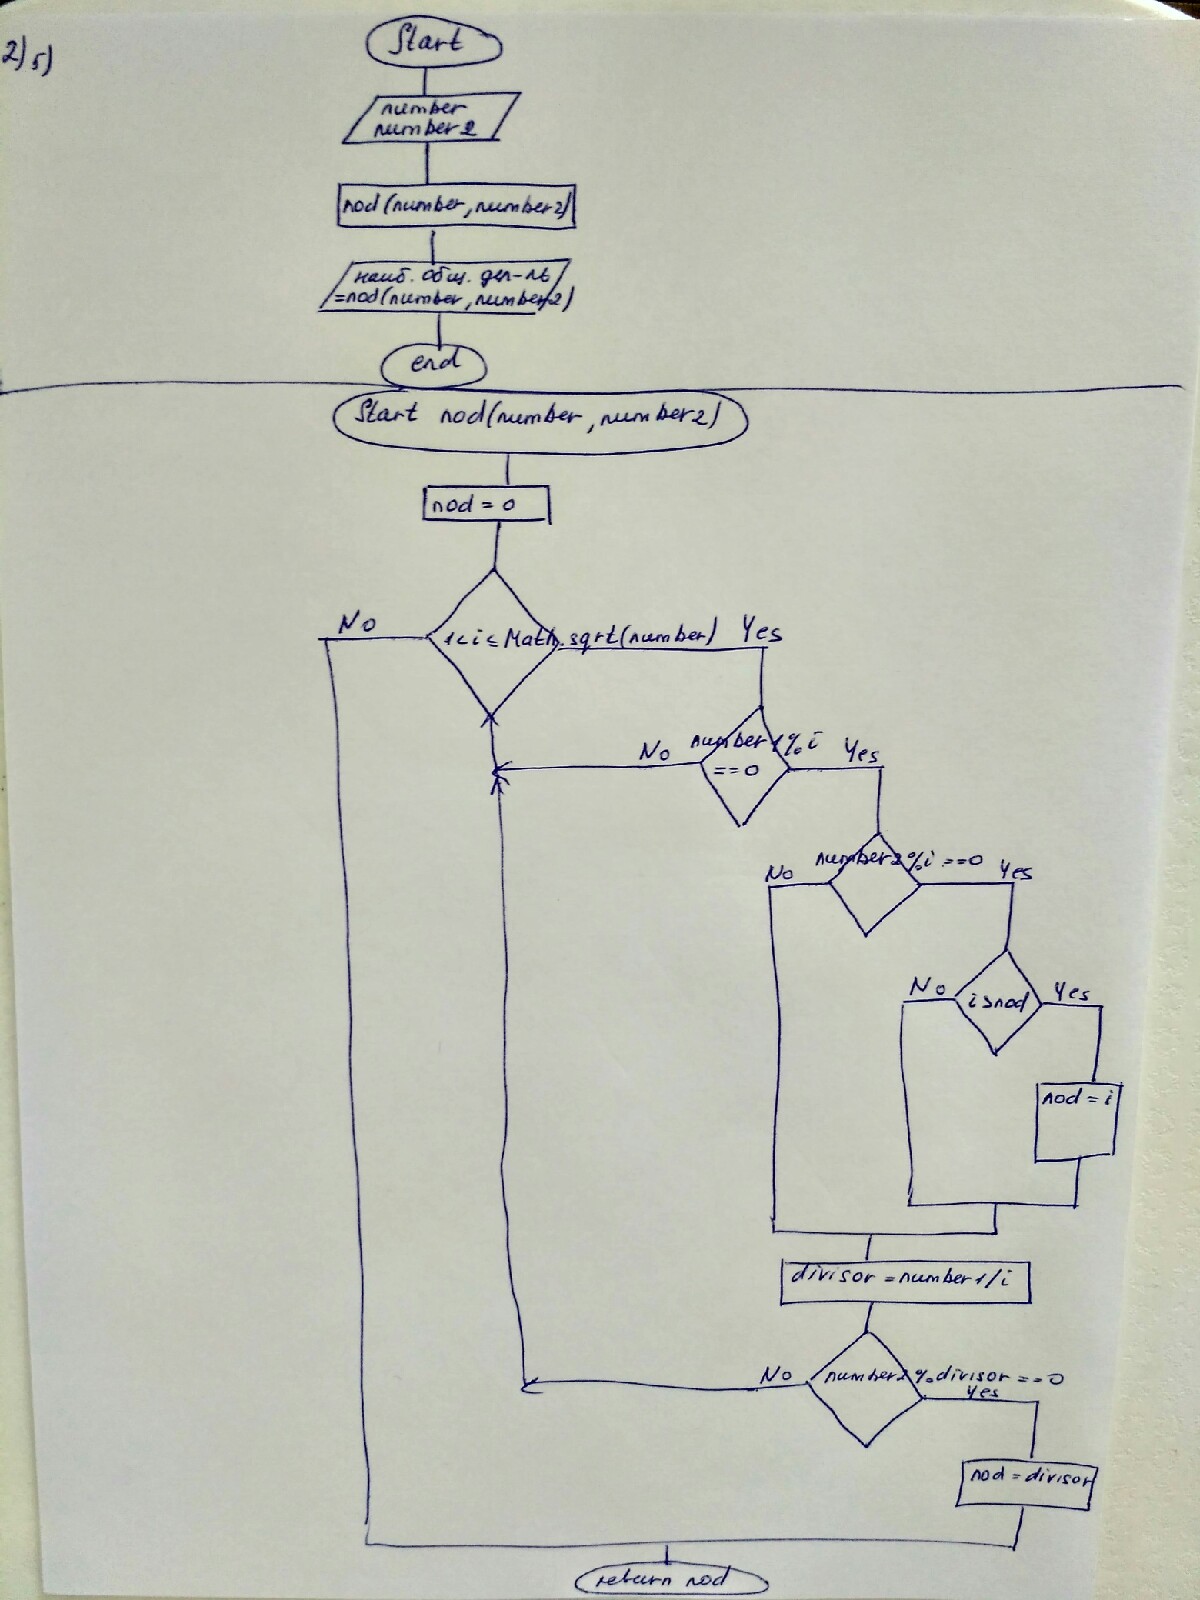 2) 5)
Start
number
number2
nod(number,number2)
наиб. общ. дел-ль
=nod(number,number2)
end
Start nod(number,number2)
nod = 0
No
1<i≤Math.sqrt(number)
Yes
No
number1%i
==0
Yes
No
number2%i ==0
Yes
No
i>nod
Yes
nod=i
divisor=number1/i
No
number2%divisor==0
Yes
nod=divisor
return nod